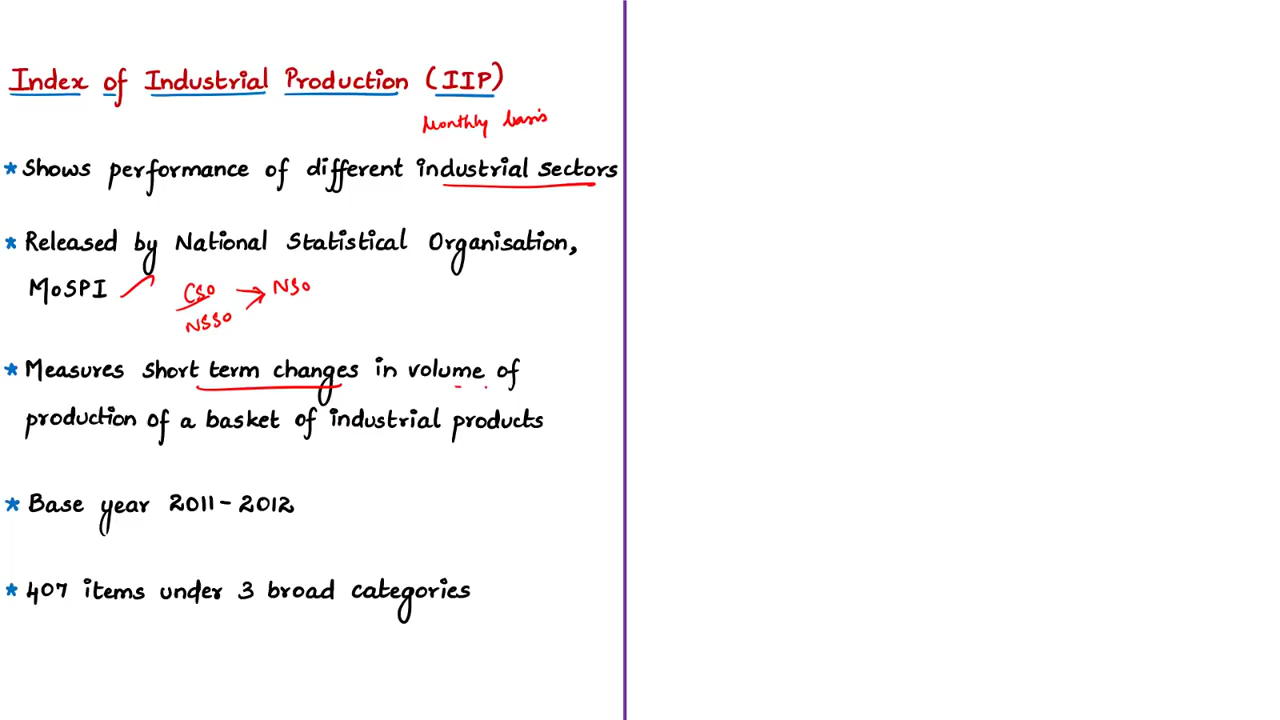 Index of Industrial Production (IIP)
Monthly basis
* Shows performance of different industrial sectors
* Released by National Statistical Organisation,
MoSPI
CSO → NSO
NSSO
* Measures short term changes in volume of
production of a basket of industrial products
* Base year 2011-2012
* 407 items under 3 broad categories